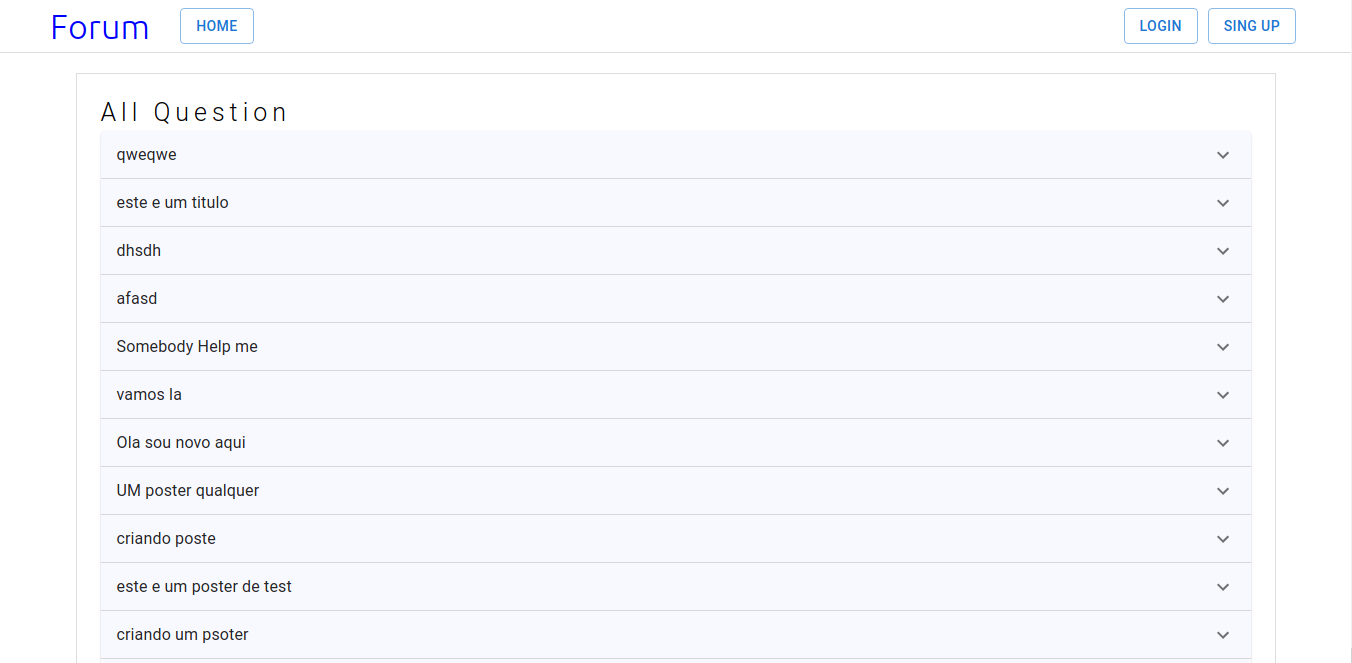 Forum HOME LOGIN SING UP
All Question
qweqwe
este e um titulo
dhsdh
afasd
Somebody Help me
vamos la
Ola sou novo aqui
UM poster qualquer
criando poste
este e um poster de test
criando um psoter